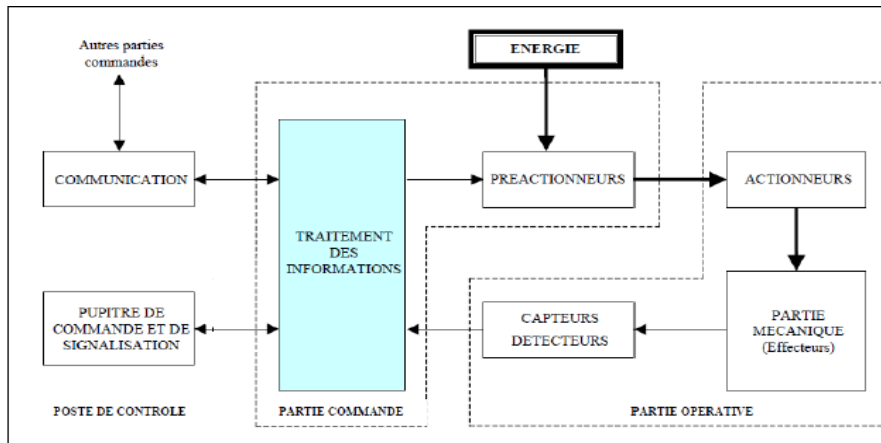 Autres parties
commandes
ENERGIE
COMMUNICATION
PREACTIONNEURS
ACTIONNEURS
TRAITEMENT
DES
INFORMATIONS
PUPITRE DE
COMMANDE ET DE
SIGNALISATION
CAPTEURS
DETECTEURS
PARTIE
MECANIQUE
(Effecteurs)
POSTE DE CONTROLE
PARTIE COMMANDE
PARTIE OPERATIVE